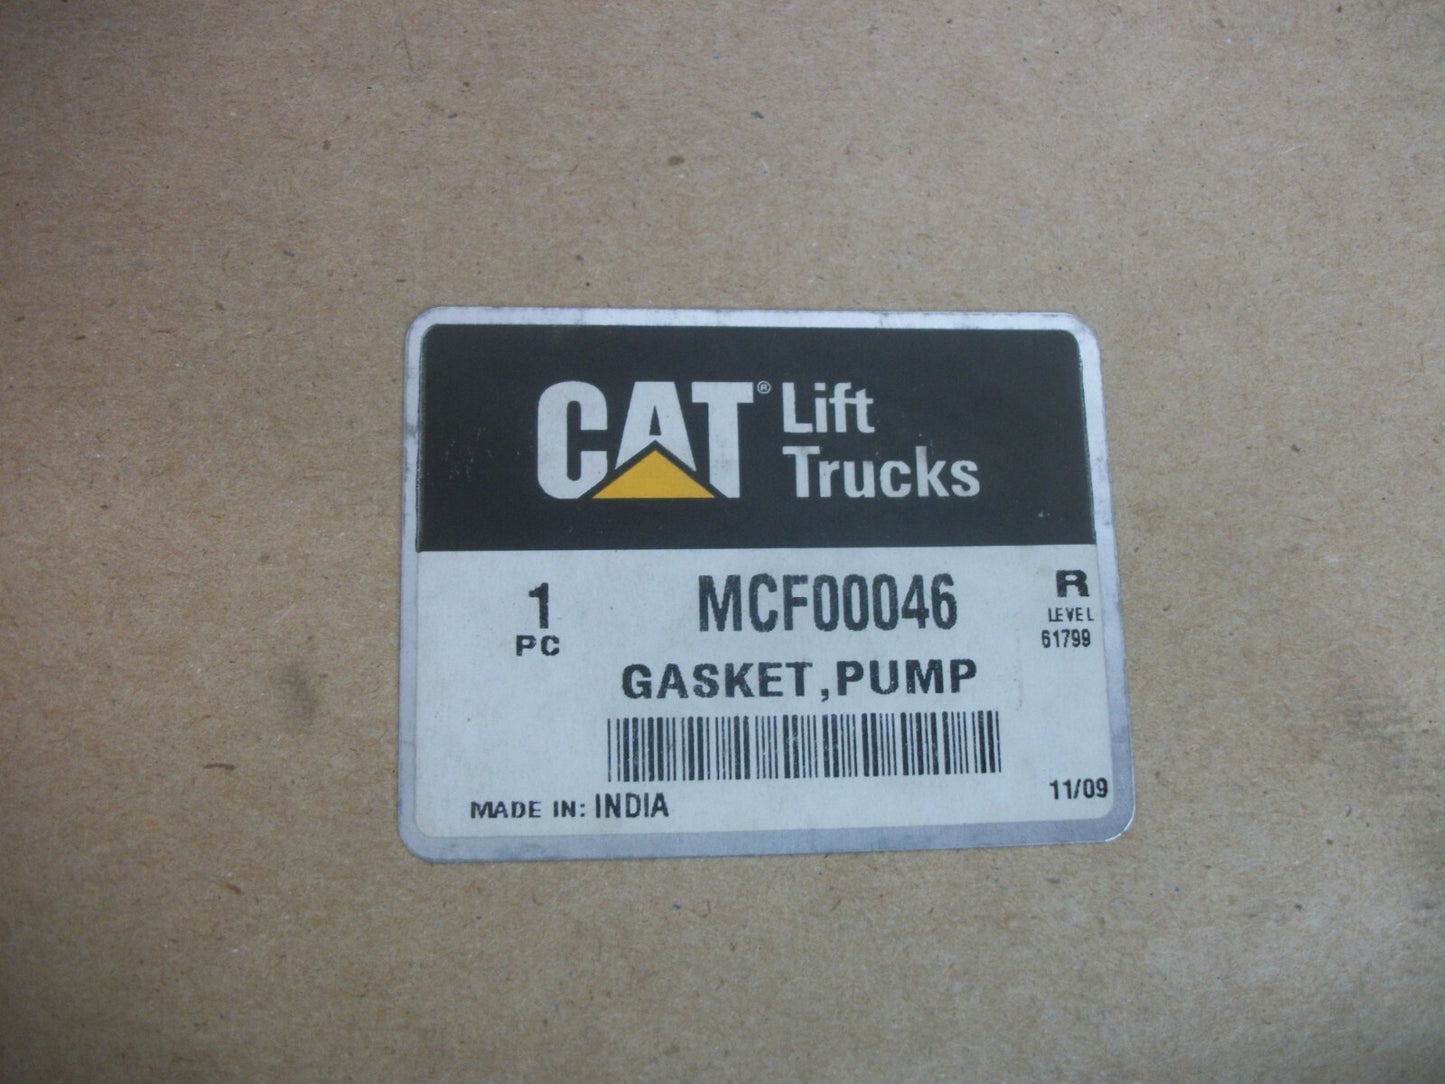 CAT® Lift
Trucks
1 MCF00046 R
PC LEVEL
61799
GASKET,PUMP
11/09
MADE IN: INDIA